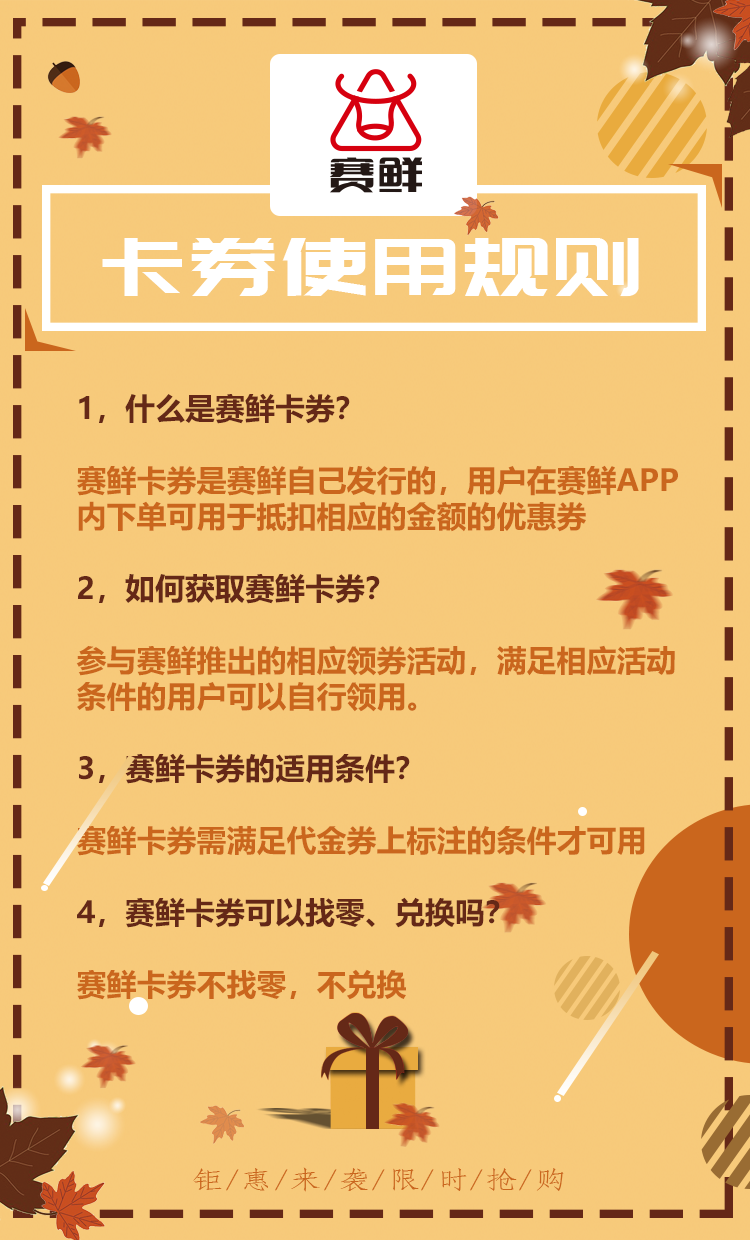 赛鲜
卡券使用规则
1，什么是赛鲜卡券？
赛鲜卡券是赛鲜自己发行的，用户在赛鲜APP
内下单可用于抵扣相应的金额的优惠券
2，如何获取赛鲜卡券？
参与赛鲜推出的相应领券活动，满足相应活动
条件的用户可以自行领用。
3，赛鲜卡券的适用条件？
赛鲜卡券需满足代金券上标注的条件才可用
4，赛鲜卡券可以找零、兑换吗？
赛鲜卡券不找零，不兑换
钜/惠/来/袭/限/时/抢/购